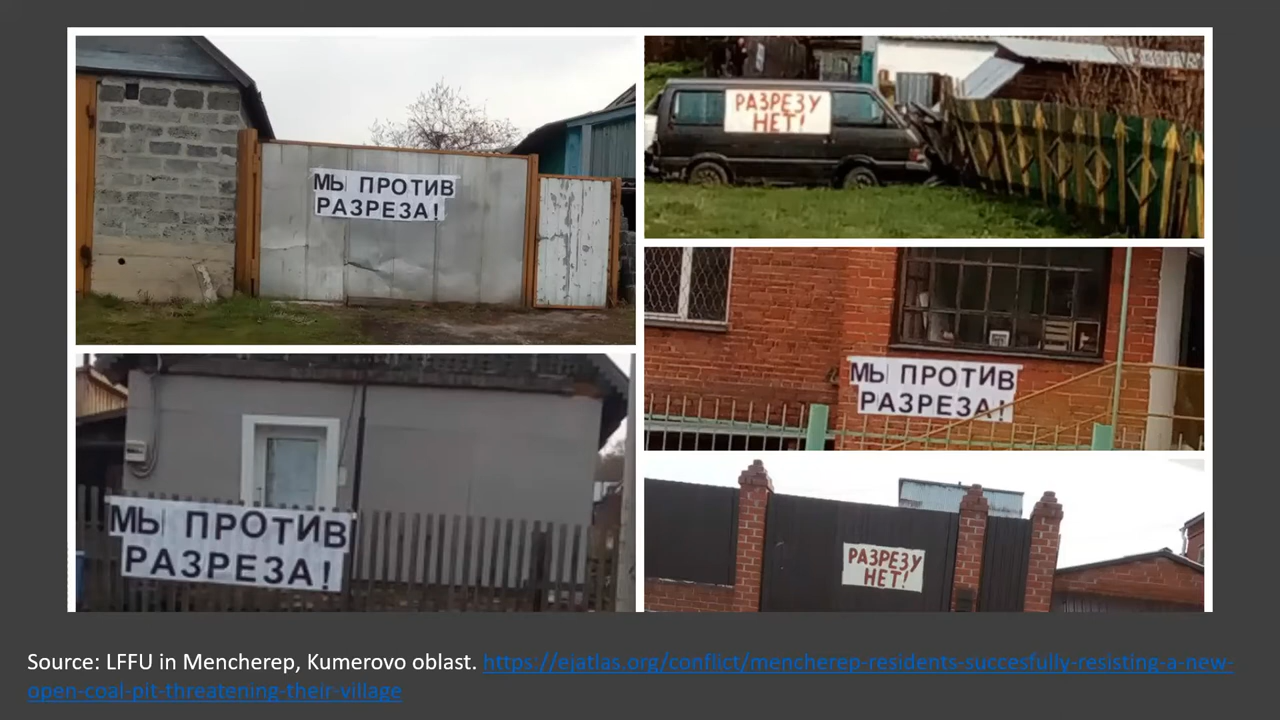 МЫ ПРОТИВ
РАЗРЕЗА!
РАЗРЕЗУ
НЕТ!
МЫ ПРОТИВ
РАЗРЕЗА!
МЫ ПРОТИВ
РАЗРЕЗА!
РАЗРЕЗУ
НЕТ!
Source: LFFU in Mencherep, Kumerovo oblast. https://ejatlas.org/conflict/mencherep-residents-succesfully-resisting-a-new-
open-coal-pit-threatening-their-village